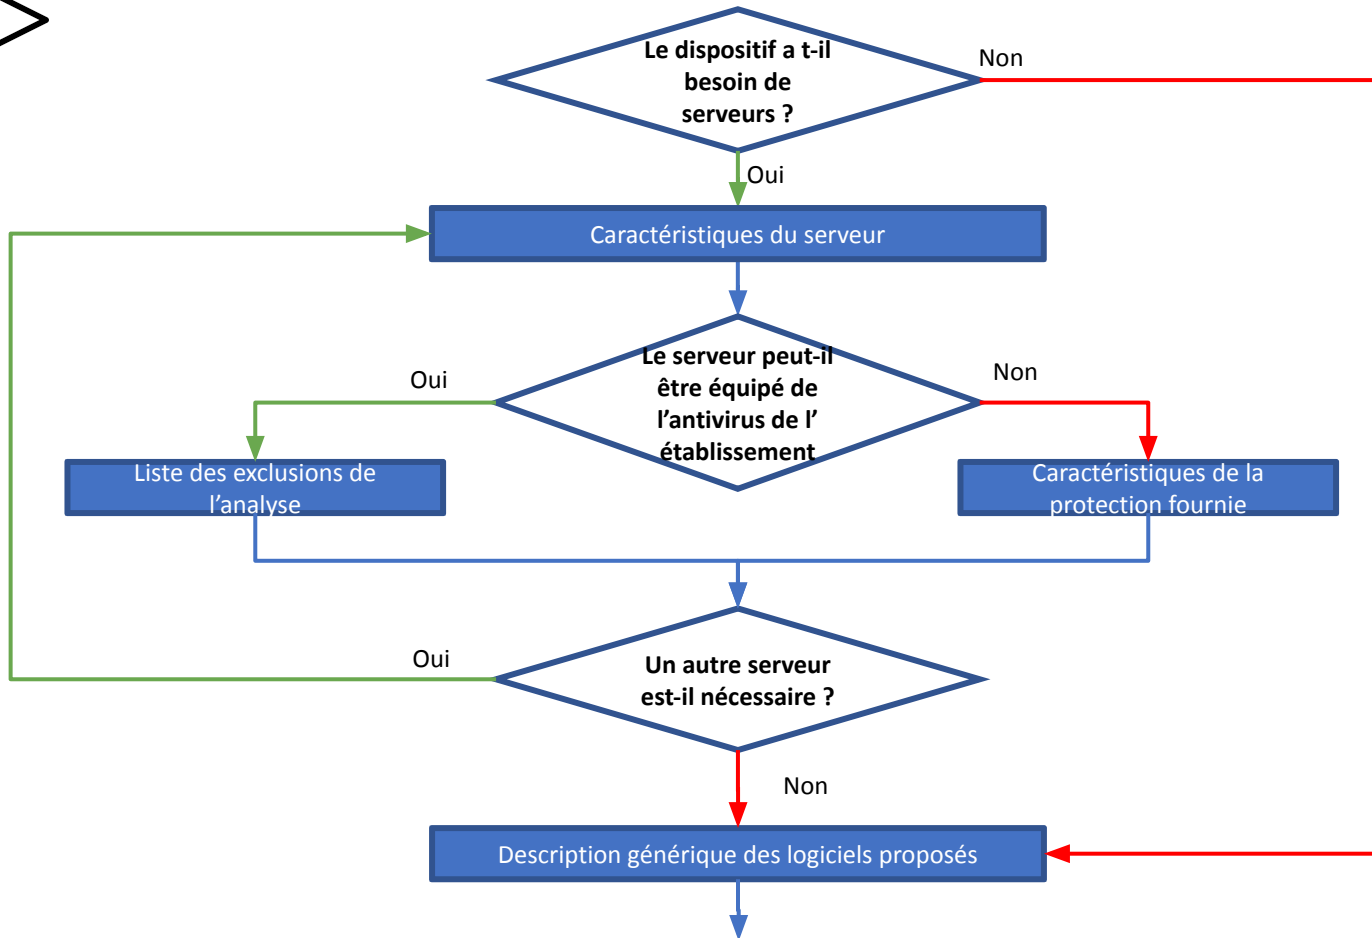 Le dispositif a t-il
besoin de
serveurs ?
Non
Oui
Caractéristiques du serveur
Le serveur peut-il
être équipé de
l’antivirus de l’
établissement
Oui
Non
Liste des exclusions de
l’analyse
Caractéristiques de la
protection fournie
Un autre serveur
est-il nécessaire ?
Oui
Non
Description générique des logiciels proposés